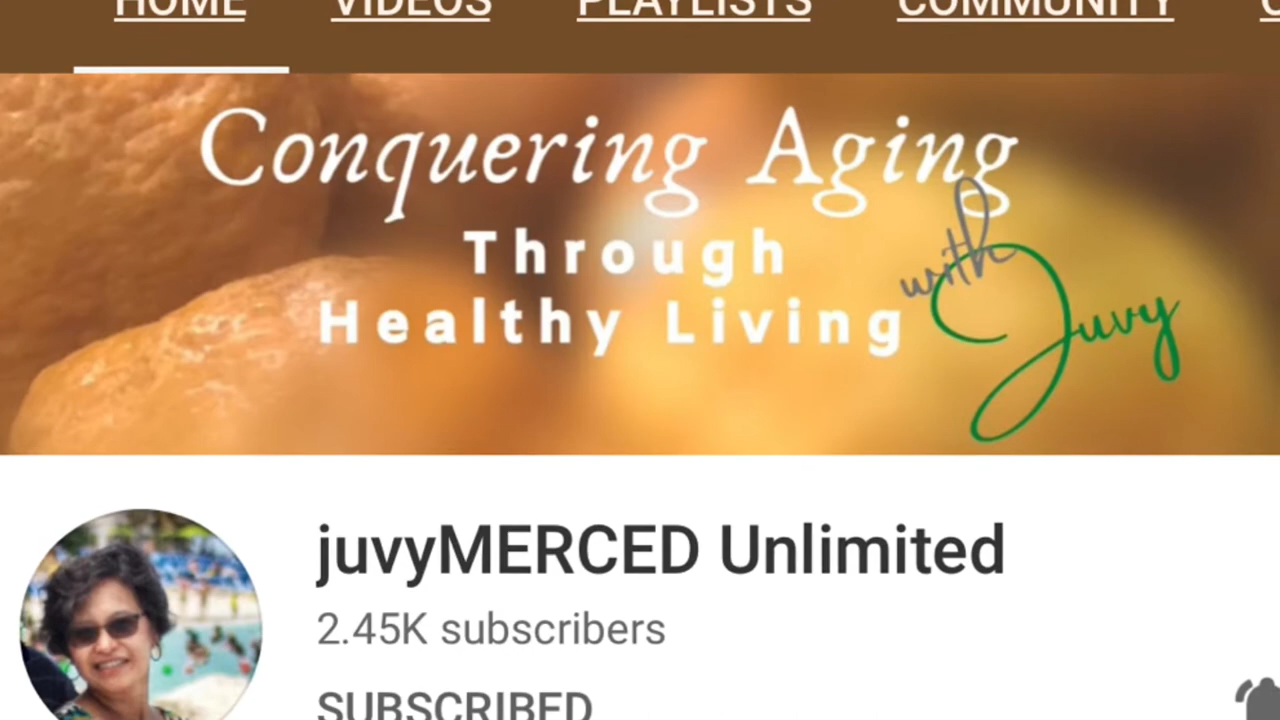 HOME VIDEOS PLAYLISTS COMMUNITY
Conquering Aging
Through
Healthy Living
with
Juvy
juvyMERCED Unlimited
2.45K subscribers
SUBSCRIBED